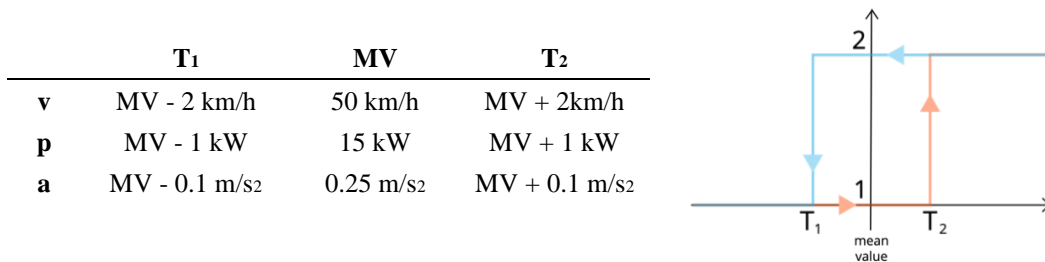 T₁ MV T₂
v MV - 2 km/h 50 km/h MV + 2km/h
p MV - 1 kW 15 kW MV + 1 kW
a MV - 0.1 m/s₂ 0.25 m/s₂ MV + 0.1 m/s₂
2
1
T₁ T₂
mean
value